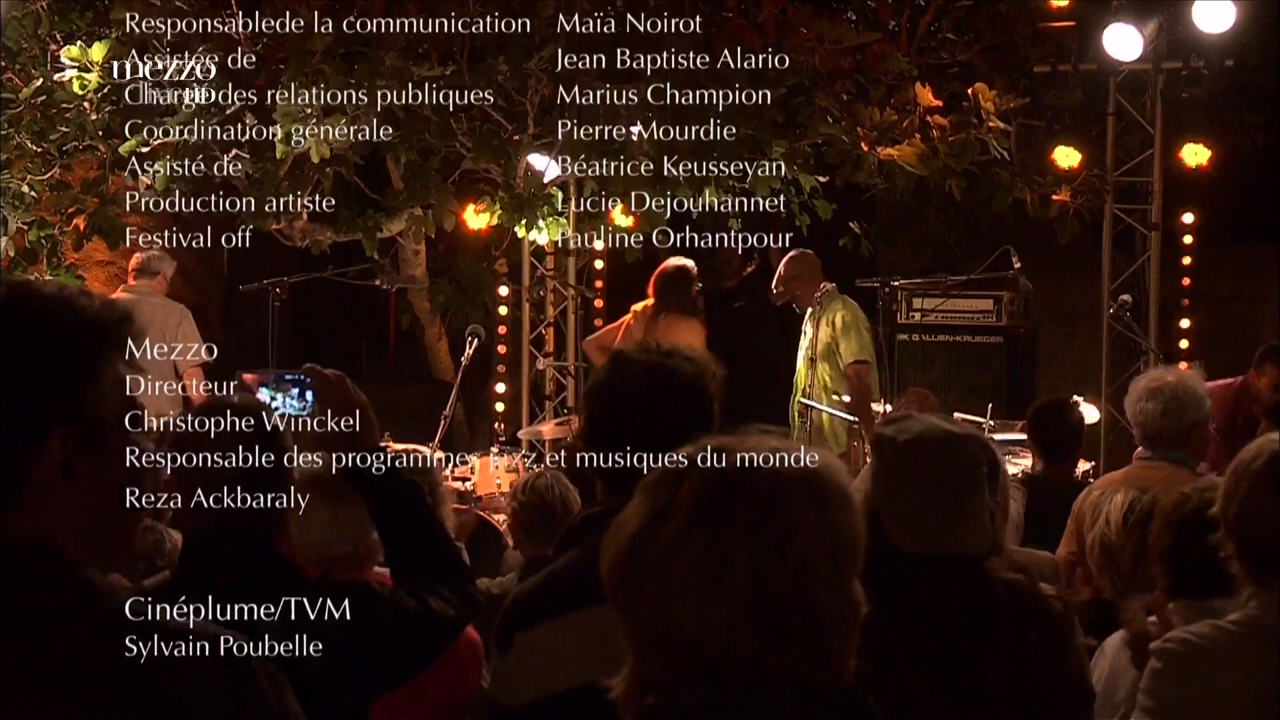 Responsablede la communication Maïa Noirot
Assistée de Jean Baptiste Alario
Chargé des relations publiques Marius Champion
Coordination générale Pierre Mourdie
Assisté de Béatrice Keusseyan
Production artiste Lucie Dejouhannet
Festival off Pauline Orhantpour
mezzo
Live HD
GALLIEN-KRUEGER
Mezzo
Directeur
Christophe Winckel
Responsable des programmes jazz et musiques du monde
Reza Ackbaraly
Cinéplume/TVM
Sylvain Poubelle